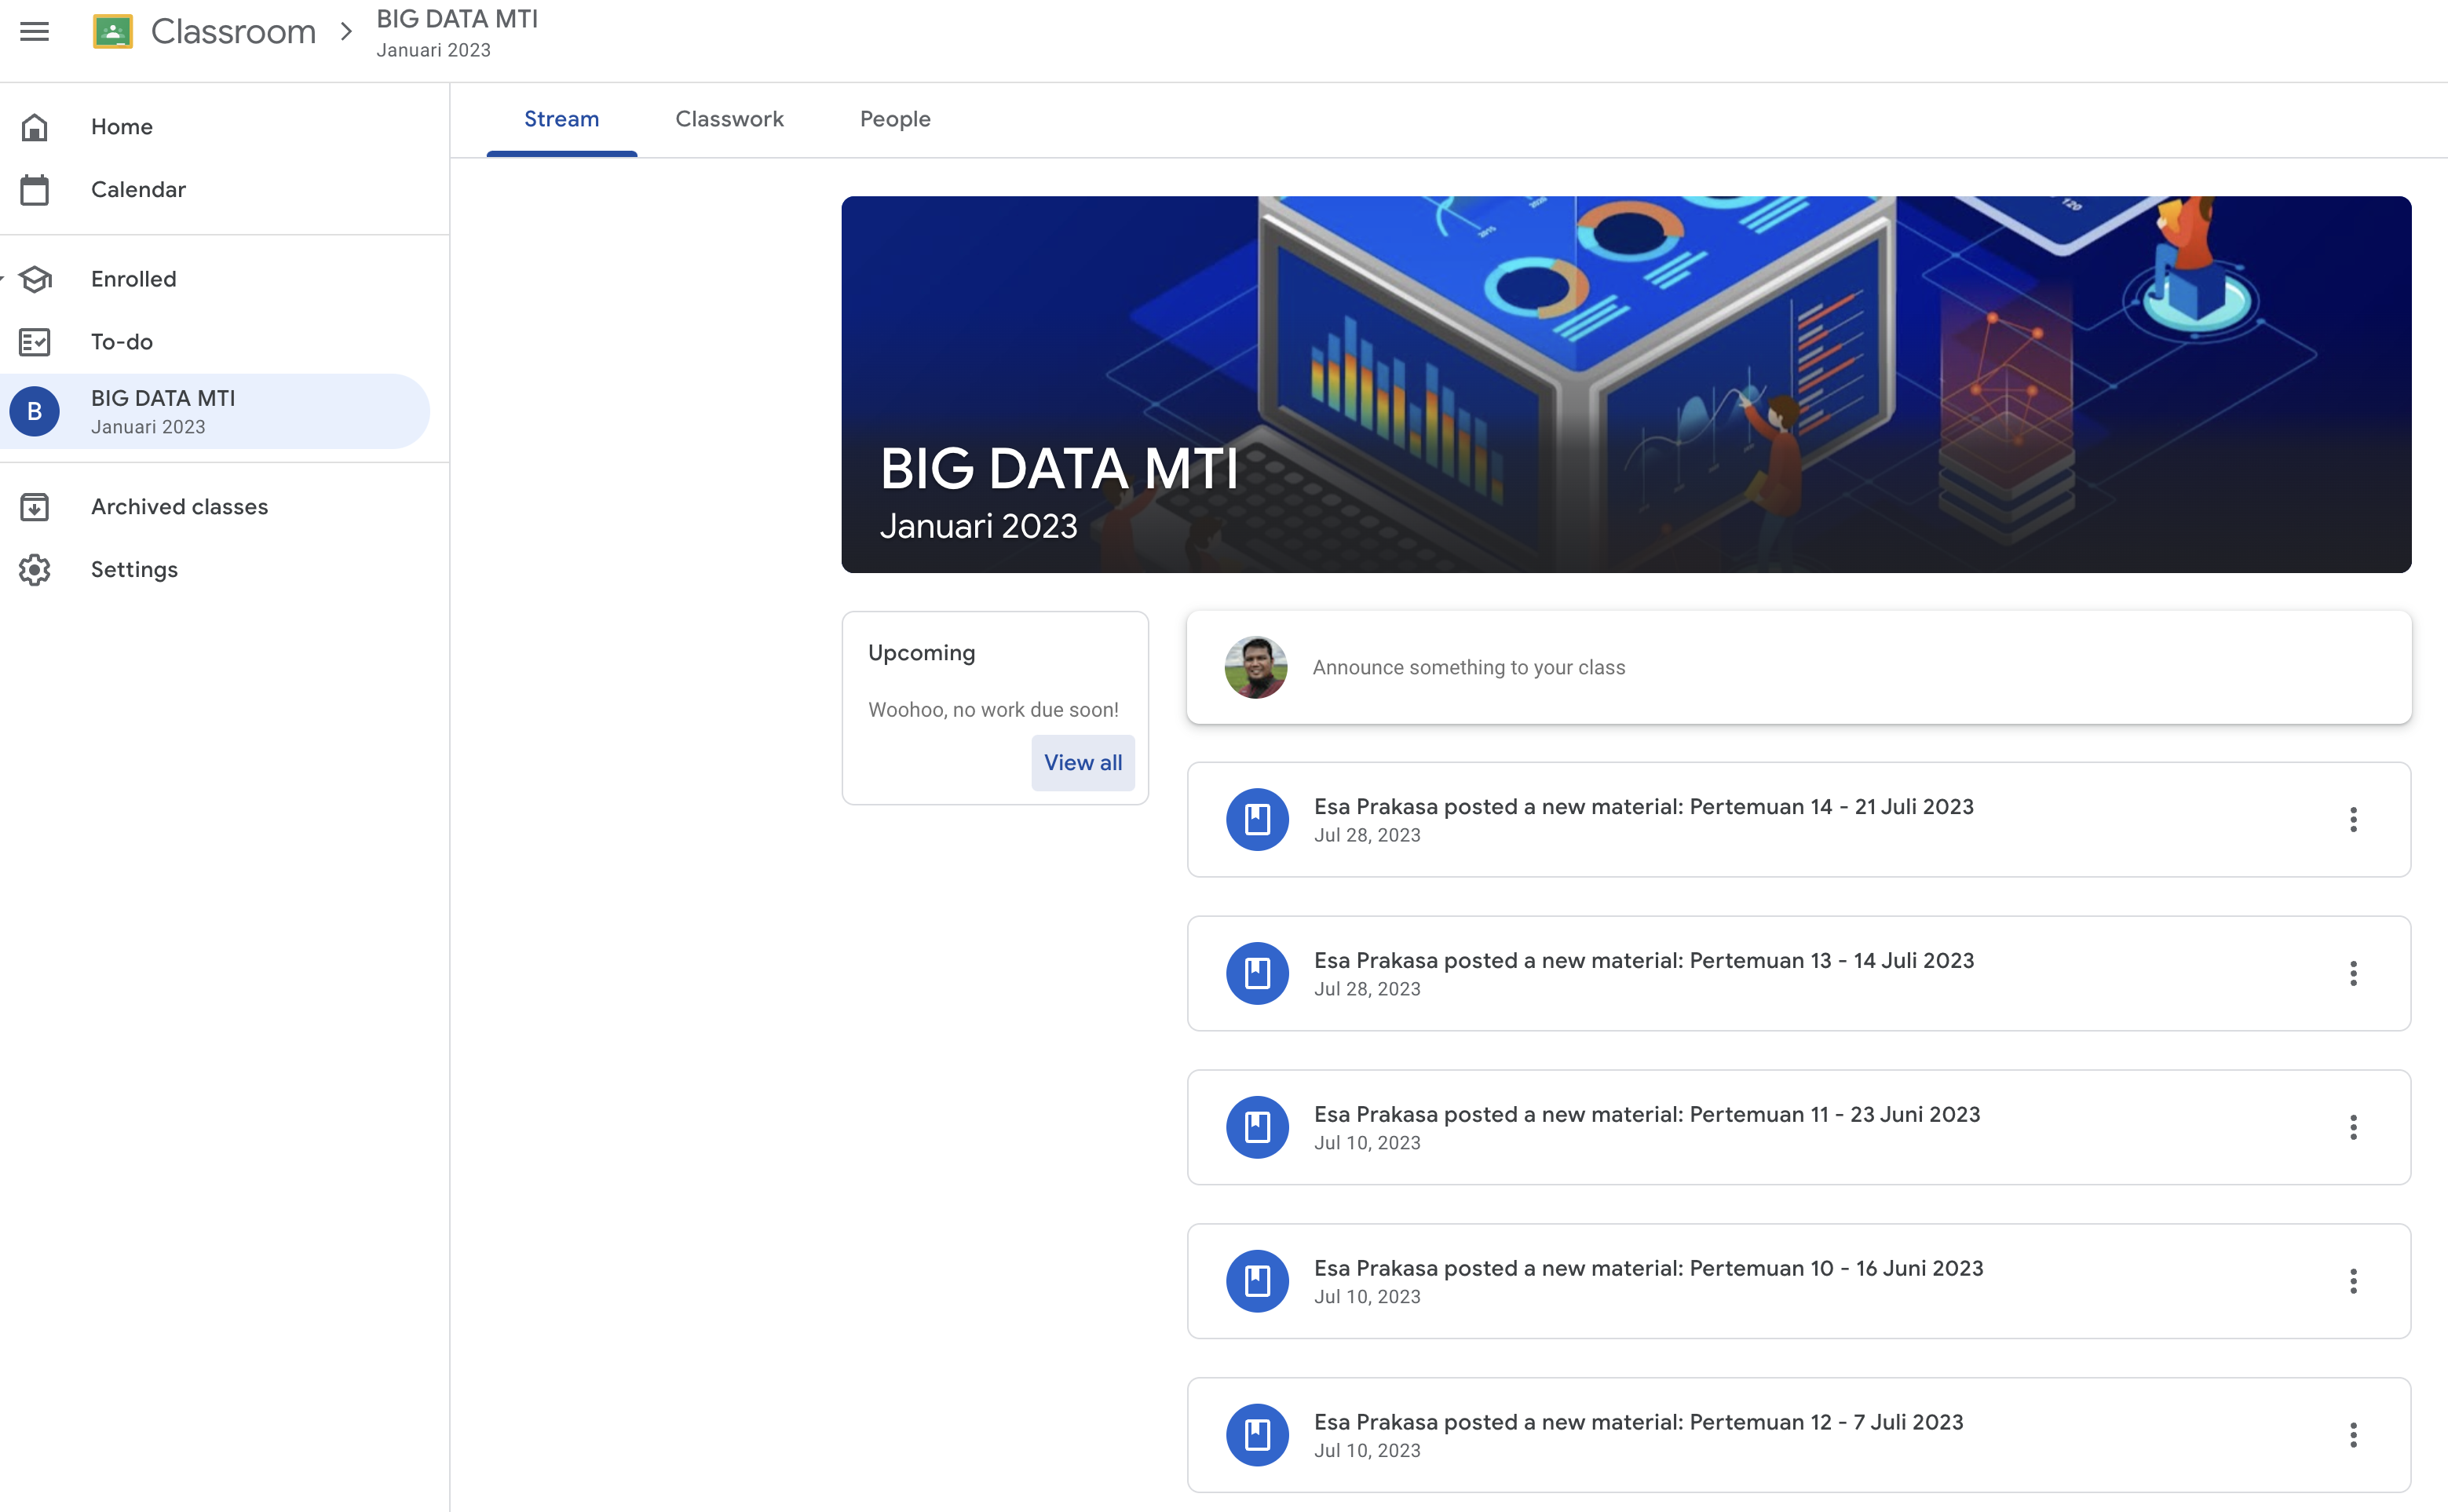 Classroom
BIG DATA MTI
Januari 2023
Home
Calendar
Enrolled
To-do
B
BIG DATA MTI
Januari 2023
Archived classes
Settings
Stream
Classwork
People
2015
120
BIG DATA MTI
Januari 2023
Upcoming
Woohoo, no work due soon!
View all
Announce something to your class
Esa Prakasa posted a new material: Pertemuan 14 - 21 Juli 2023
Jul 28, 2023
Esa Prakasa posted a new material: Pertemuan 13 - 14 Juli 2023
Jul 28, 2023
Esa Prakasa posted a new material: Pertemuan 11 - 23 Juni 2023
Jul 10, 2023
Esa Prakasa posted a new material: Pertemuan 10 - 16 Juni 2023
Jul 10, 2023
Esa Prakasa posted a new material: Pertemuan 12 - 7 Juli 2023
Jul 10, 2023